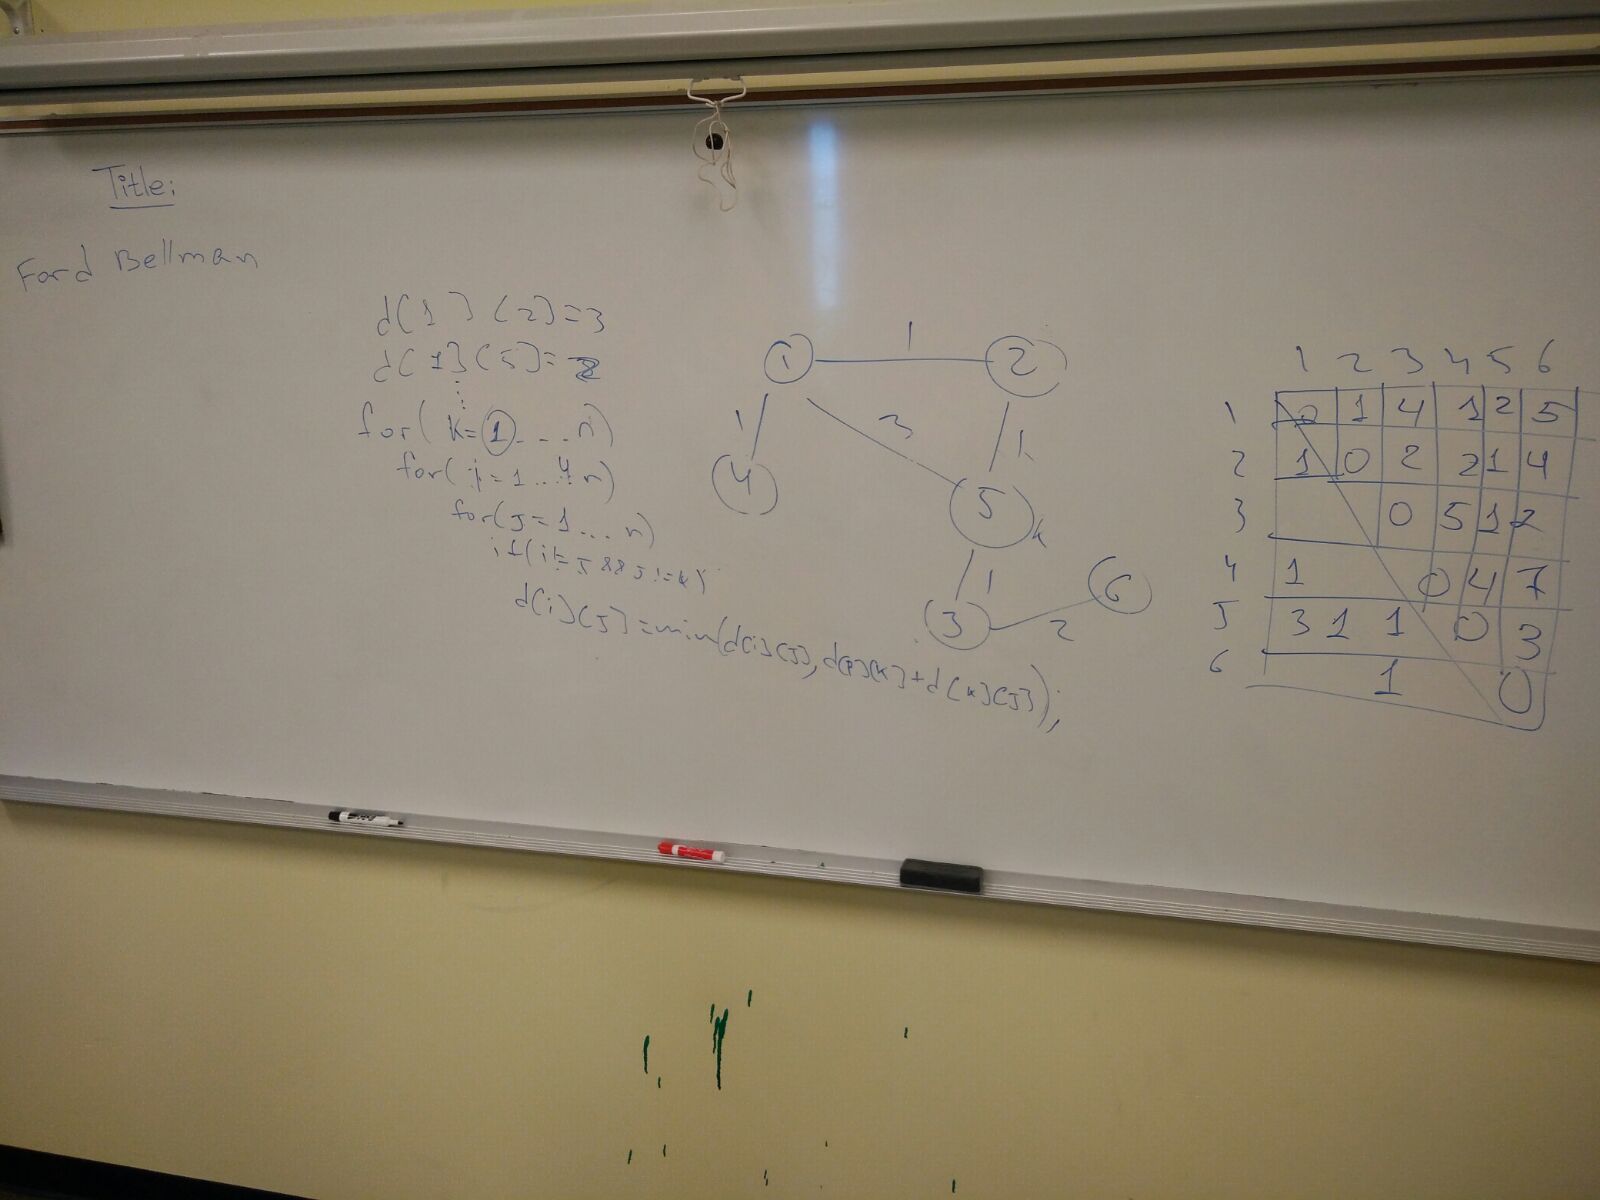 Title:
Ford Bellman
d[1][2]=3
d[1][5]=2
for(k=1...n)
for(i=1...n)
for(J=1...n)
if(i!=J && J!=k)
d[i][J]=min(d[i][J], d[i][k]+d[k][J]);
1 1 2
1 3 1
4 5 k
1 6
3 2
1 2 3 4 5 6
1 0 1 4 1 2 5
2 1 0 2 2 1 4
3 0 5 1 2
4 1 0 4 7
5 3 1 1 0 3
6 1 0